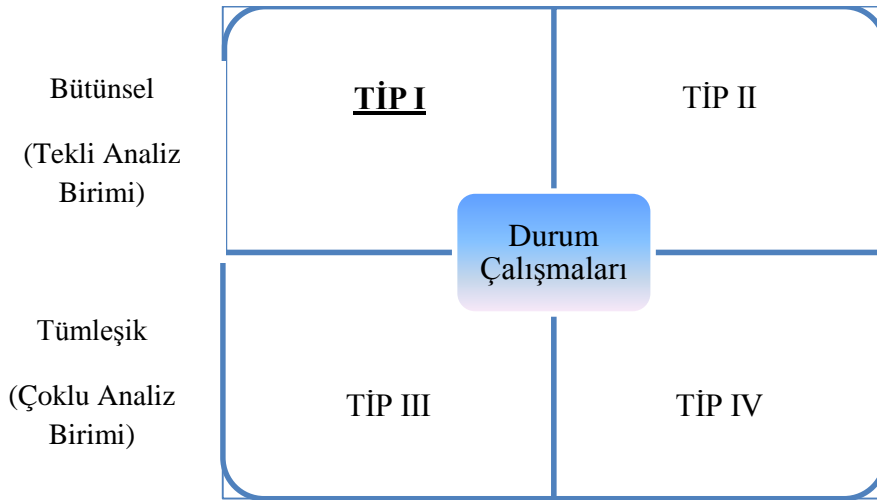 Bütünsel
(Tekli Analiz
Birimi)
TİP I
TİP II
Durum
Çalışmaları
Tümleşik
(Çoklu Analiz
Birimi)
TİP III
TİP IV